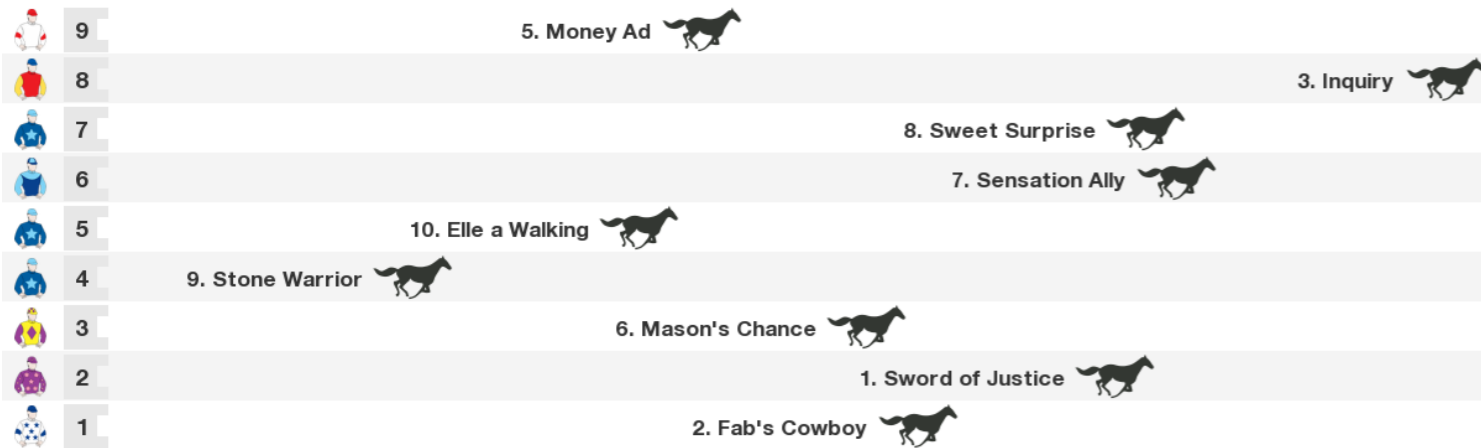 9 5. Money Ad
8 3. Inquiry
7 8. Sweet Surprise
6 7. Sensation Ally
5 10. Elle a Walking
4 9. Stone Warrior
3 6. Mason's Chance
2 1. Sword of Justice
1 2. Fab's Cowboy